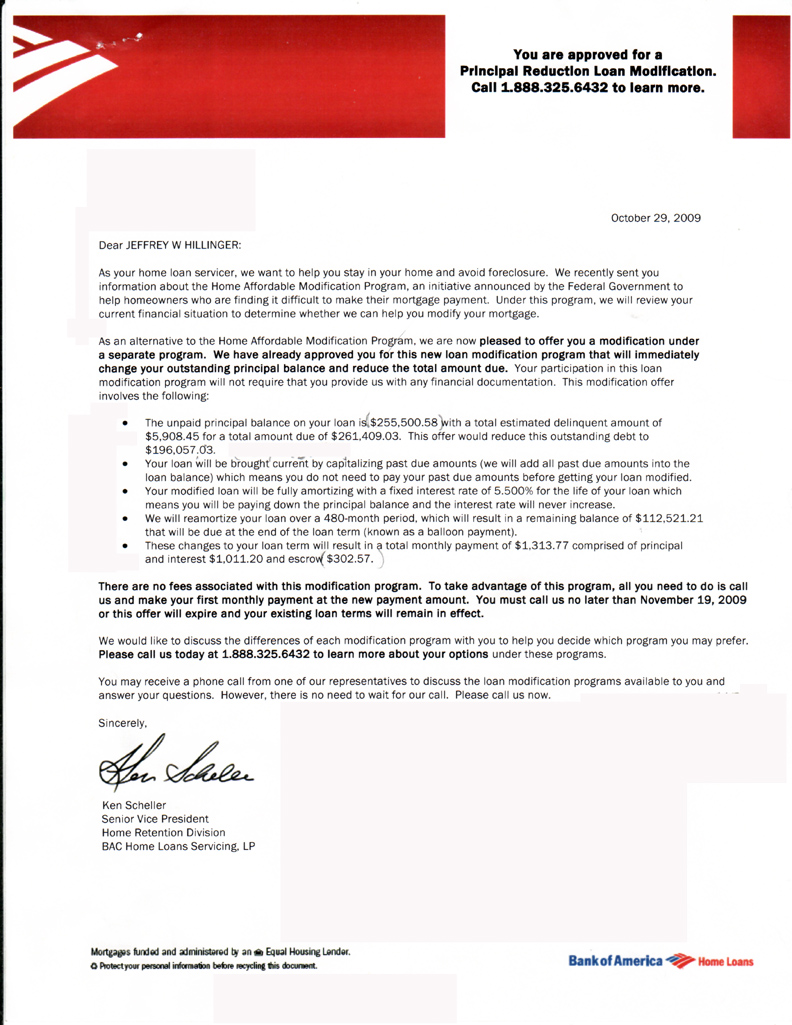 You are approved for a
Principal Reduction Loan Modification.
Call 1.888.325.6432 to learn more.
October 29, 2009
Dear JEFFREY W HILLINGER:
As your home loan servicer, we want to help you stay in your home and avoid foreclosure. We recently sent you
information about the Home Affordable Modification Program, an initiative announced by the Federal Government to
help homeowners who are finding it difficult to make their mortgage payment. Under this program, we will review your
current financial situation to determine whether we can help you modify your mortgage.
As an alternative to the Home Affordable Modification Program, we are now pleased to offer you a modification under
a separate program. We have already approved you for this new loan modification program that will immediately
change your outstanding principal balance and reduce the total amount due. Your participation in this loan
modification program will not require that you provide us with any financial documentation. This modification offer
involves the following:
• The unpaid principal balance on your loan is $255,500.58 with a total estimated delinquent amount of
$5,908.45 for a total amount due of $261,409.03. This offer would reduce this outstanding debt to
$196,057.03.
• Your loan will be brought current by capitalizing past due amounts (we will add all past due amounts into the
loan balance) which means you do not need to pay your past due amounts before getting your loan modified.
• Your modified loan will be fully amortizing with a fixed interest rate of 5.500% for the life of your loan which
means you will be paying down the principal balance and the interest rate will never increase.
• We will reamortize your loan over a 480-month period, which will result in a remaining balance of $112,521.21
that will be due at the end of the loan term (known as a balloon payment).
• These changes to your loan term will result in a total monthly payment of $1,313.77 comprised of principal
and interest $1,011.20 and escrow $302.57.
There are no fees associated with this modification program. To take advantage of this program, all you need to do is call
us and make your first monthly payment at the new payment amount. You must call us no later than November 19, 2009
or this offer will expire and your existing loan terms will remain in effect.
We would like to discuss the differences of each modification program with you to help you decide which program you may prefer.
Please call us today at 1.888.325.6432 to learn more about your options under these programs.
You may receive a phone call from one of our representatives to discuss the loan modification programs available to you and
answer your questions. However, there is no need to wait for our call. Please call us now.
Sincerely,
Ken Scheller
Ken Scheller
Senior Vice President
Home Retention Division
BAC Home Loans Servicing, LP
Mortgages funded and administered by an Equal Housing Lender.
Protect your personal information before recycling this document.
Bank of America Home Loans